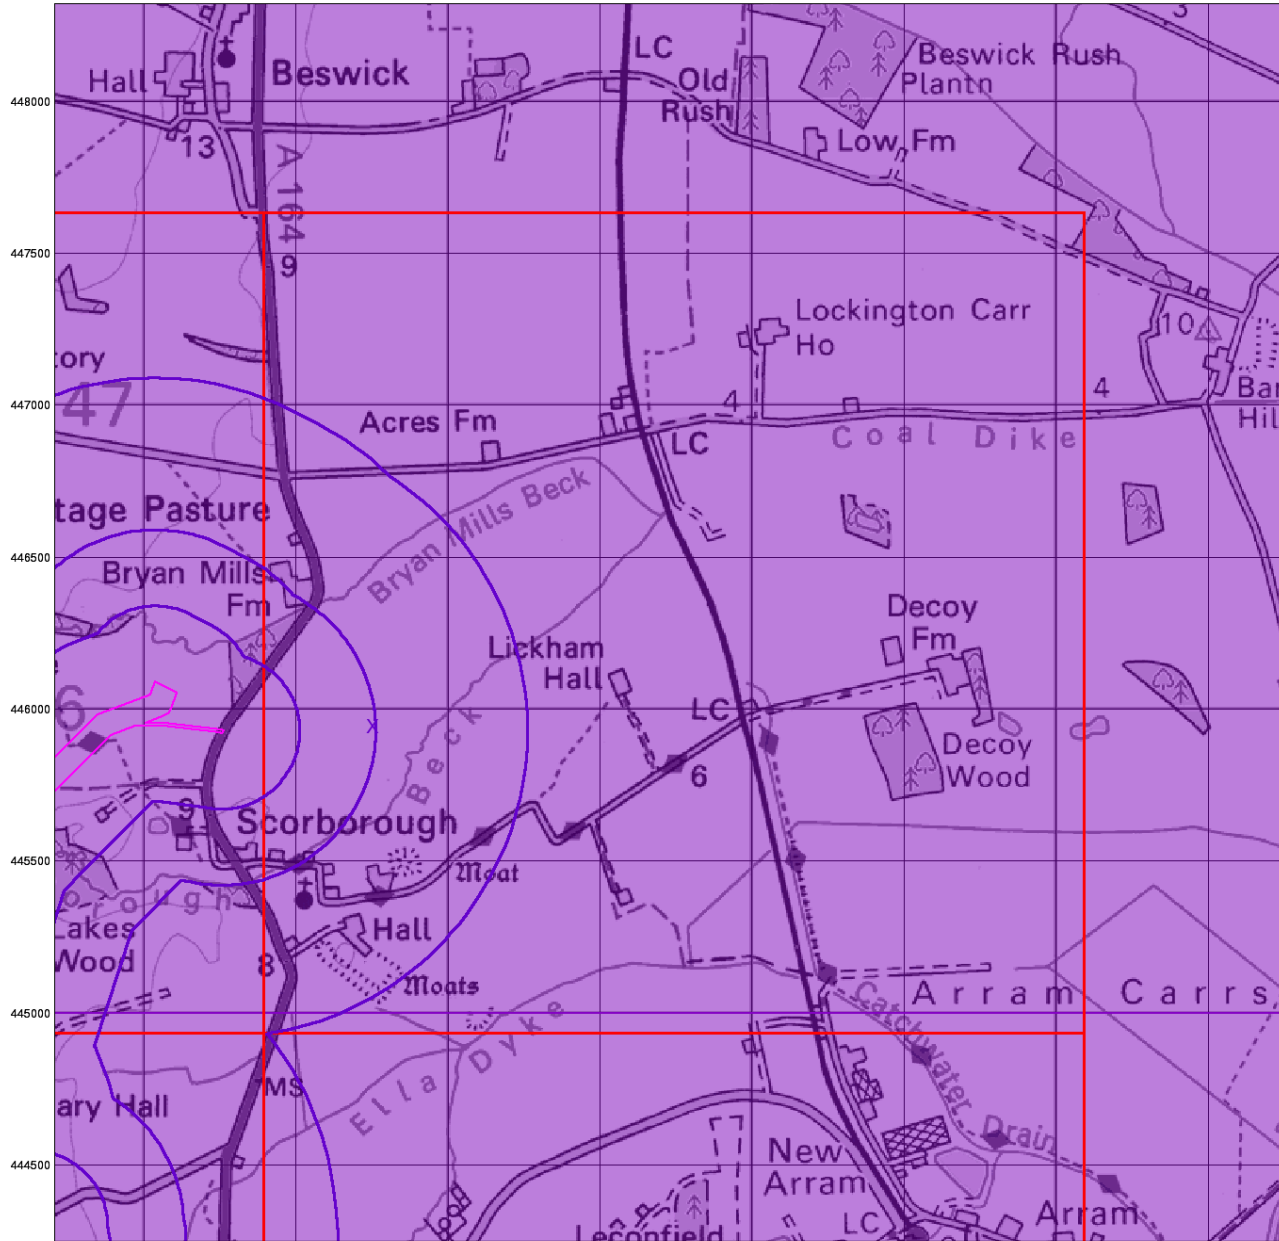 3
LC
Beswick Rush
Plantn
Hall
Beswick
Old
Rush
448000
13
Low Fm
A 164
447500
9
Lockington Carr
Ho
10
tory
47
4
4
447000
Acres Fm
LC
Coal Dike
Bar
Hil
tage Pasture
Bryan Mills Beck
446500
Bryan Mills
Fm
Decoy
Fm
Lickham
Hall
6
446000
X
LC
Beck
6
Decoy
Wood
9
Scorborough
445500
Moat
orough
Lakes
Wood
Hall
8
Moats
Arram Carrs
445000
Ella Dyke
Catchwater Drain
MS
ary Hall
444500
New
Arram
LC
Arram
Leconfield